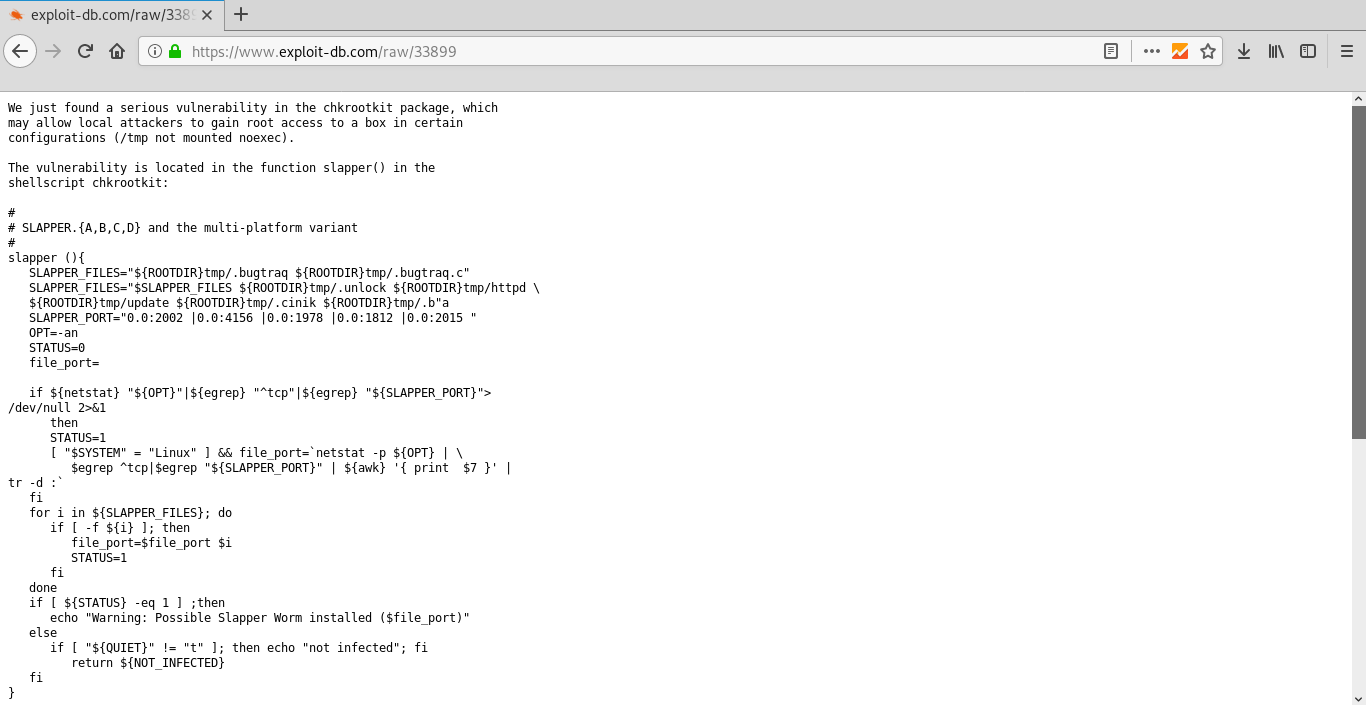 exploit-db.com/raw/3389
https://www.exploit-db.com/raw/33899
We just found a serious vulnerability in the chkrootkit package, which
may allow local attackers to gain root access to a box in certain
configurations (/tmp not mounted noexec).
The vulnerability is located in the function slapper() in the
shellscript chkrootkit:
#
# SLAPPER.{A,B,C,D} and the multi-platform variant
#
slapper (){
   SLAPPER_FILES="${ROOTDIR}tmp/.bugtraq ${ROOTDIR}tmp/.bugtraq.c"
   SLAPPER_FILES="$SLAPPER_FILES ${ROOTDIR}tmp/.unlock ${ROOTDIR}tmp/httpd \
   ${ROOTDIR}tmp/update ${ROOTDIR}tmp/.cinik ${ROOTDIR}tmp/.b"a
   SLAPPER_PORT="0.0:2002 |0.0:4156 |0.0:1978 |0.0:1812 |0.0:2015 "
   OPT=-an
   STATUS=0
   file_port=
   if ${netstat} "${OPT}"|${egrep} "^tcp"|${egrep} "${SLAPPER_PORT}">
/dev/null 2>&1
      then
      STATUS=1
      [ "$SYSTEM" = "Linux" ] && file_port=`netstat -p ${OPT} | \
         $egrep ^tcp|$egrep "${SLAPPER_PORT}" | ${awk} '{ print  $7 }' |
tr -d :`
   fi
   for i in ${SLAPPER_FILES}; do
      if [ -f ${i} ]; then
         file_port=$file_port $i
         STATUS=1
      fi
   done
   if [ ${STATUS} -eq 1 ] ;then
      echo "Warning: Possible Slapper Worm installed ($file_port)"
   else
      if [ "${QUIET}" != "t" ]; then echo "not infected"; fi
         return ${NOT_INFECTED}
   fi
}